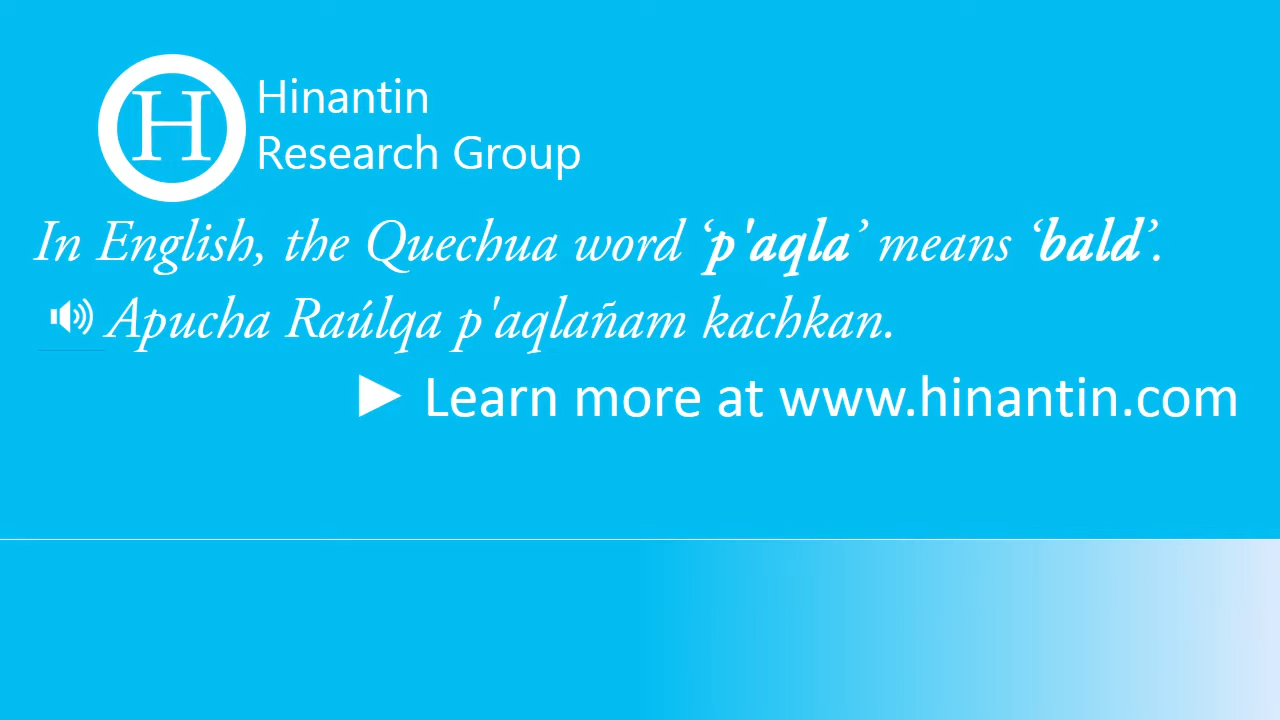 H
Hinantin
Research Group
In English, the Quechua word ‘p'aqla’ means ‘bald’.
Apucha Raúlqa p'aqlañam kachkan.
► Learn more at www.hinantin.com